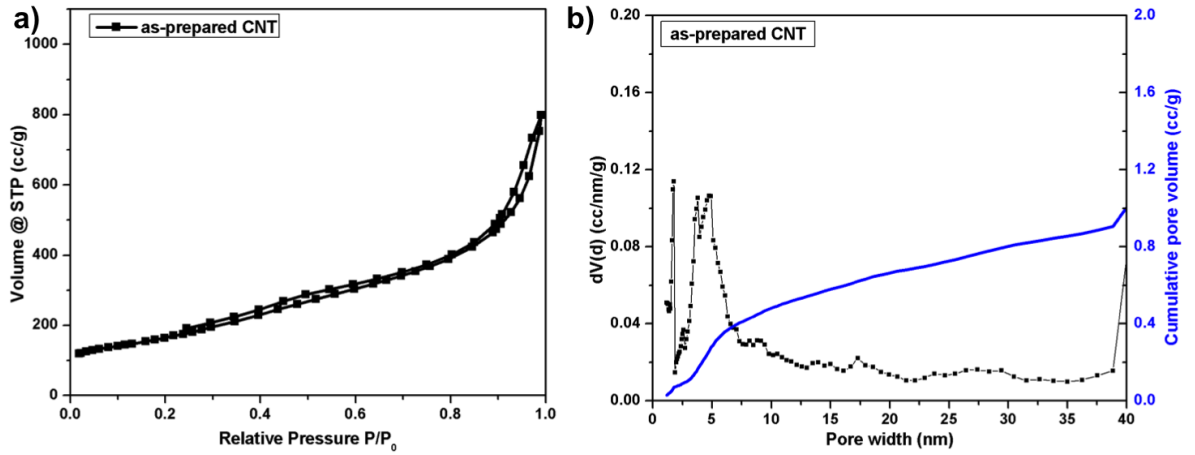 a)
as-prepared CNT
Volume @ STP (cc/g)
1000
800
600
400
200
0
0.0 0.2 0.4 0.6 0.8 1.0
Relative Pressure P/P₀
b)
as-prepared CNT
dV(d) (cc/nm/g)
0.20
0.16
0.12
0.08
0.04
0.00
0 5 10 15 20 25 30 35 40
Pore width (nm)
2.0
1.6
1.2
0.8
0.4
0.0
Cumulative pore volume (cc/g)